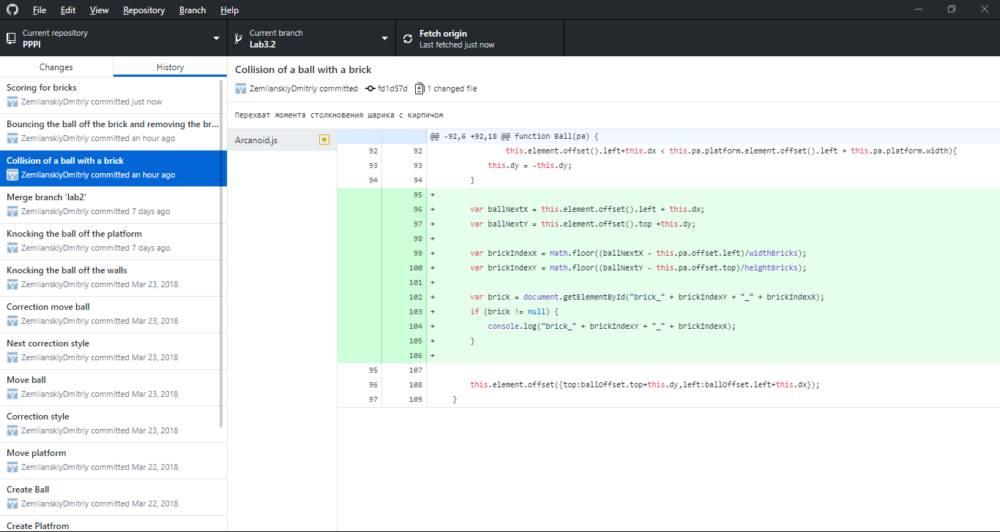 File Edit View Repository Branch Help
Current repository
PPPI
Current branch
Lab3.2
Fetch origin
Last fetched just now
Changes
History
Scoring for bricks
ZemlianskiyDmitriy committed just now
Bouncing the ball off the brick and removing the br...
ZemlianskiyDmitriy committed an hour ago
Collision of a ball with a brick
ZemlianskiyDmitriy committed an hour ago
Merge branch 'lab2'
ZemlianskiyDmitriy committed 7 days ago
Knocking the ball off the platform
ZemlianskiyDmitriy committed 7 days ago
Knocking the ball off the walls
ZemlianskiyDmitriy committed Mar 23, 2018
Correction move ball
ZemlianskiyDmitriy committed Mar 23, 2018
Next correction style
ZemlianskiyDmitriy committed Mar 23, 2018
Move ball
ZemlianskiyDmitriy committed Mar 23, 2018
Correction style
ZemlianskiyDmitriy committed Mar 23, 2018
Move platform
ZemlianskiyDmitriy committed Mar 22, 2018
Create Ball
ZemlianskiyDmitriy committed Mar 22, 2018
Create Platfrom
Collision of a ball with a brick
ZemlianskiyDmitriy committed fd1d57d 1 changed file
Перехват момента столкновения шарика с кирпичом
Arcanoid.js
@@ -92,6 +92,18 @@ function Ball(pa) {
92 92 this.element.offset().left+this.dx < this.pa.platform.element.offset().left + this.pa.platform.width){
93 93 this.dy = -this.dy;
94 94 }
95 +
96 + var ballNextX = this.element.offset().left + this.dx;
97 + var ballNextY = this.element.offset().top +this.dy;
98 +
99 + var brickIndexX = Math.floor((ballNextX - this.pa.offset.left)/widthBricks);
100 + var brickIndexY = Math.floor((ballNextY - this.pa.offset.top)/heightBricks);
101 +
102 + var brick = document.getElementById("brick_" + brickIndexY + "_" + brickIndexX);
103 + if (brick != null) {
104 + console.log("brick_" + brickIndexY + "_" + brickIndexX);
105 + }
106 +
95 107
96 108 this.element.offset({top:ballOffset.top+this.dy,left:ballOffset.left+this.dx});
97 109 }